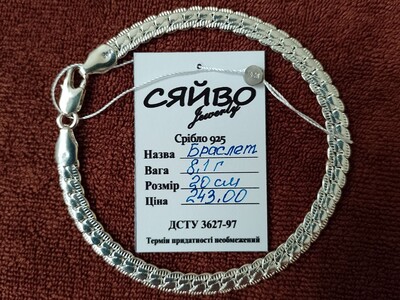 СЯЙВО
Jewerly
Срібло 925
Назва Браслет
Вага 8,1 г
Розмір 20 см
Ціна 243,00
ДСТУ 3627-97
Термін придатності необмежений